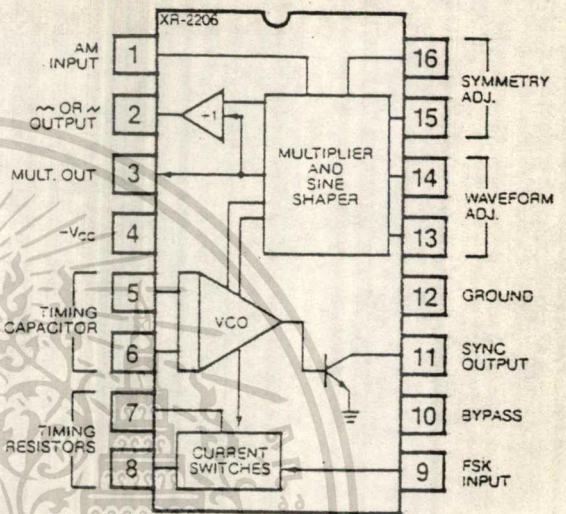 XR-2206
AM
INPUT
1
~~ OR ~
OUTPUT
2
+1
MULT. OUT
3
-VCC
4
TIMING
CAPACITOR
5
6
TIMING
RESISTORS
7
8
MULTIPLIER
AND
SINE
SHAPER
VCO
CURRENT
SWITCHES
16
15
SYMMETRY
ADJ.
14
13
WAVEFORM
ADJ.
12
GROUND
11
SYNC
OUTPUT
10
BYPASS
9
FSK
INPUT